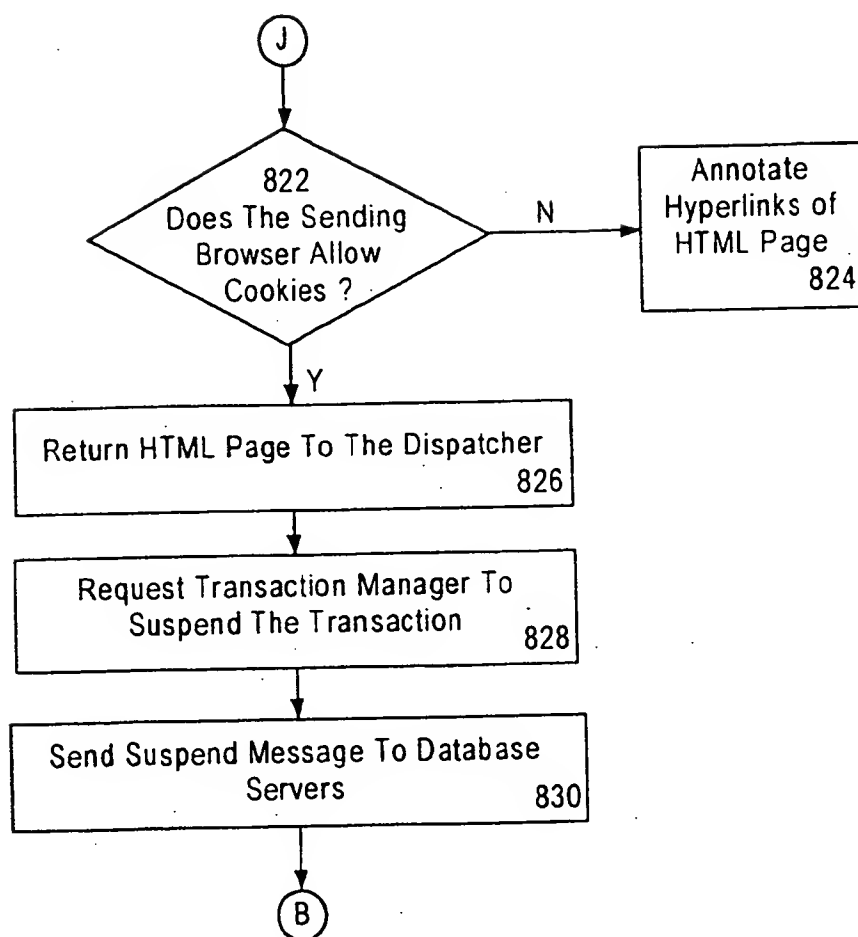 J
822
Does The Sending
Browser Allow
Cookies ?
N
Annotate
Hyperlinks of
HTML Page
824
Y
Return HTML Page To The Dispatcher
826
Request Transaction Manager To
Suspend The Transaction
828
Send Suspend Message To Database
Servers
830
B